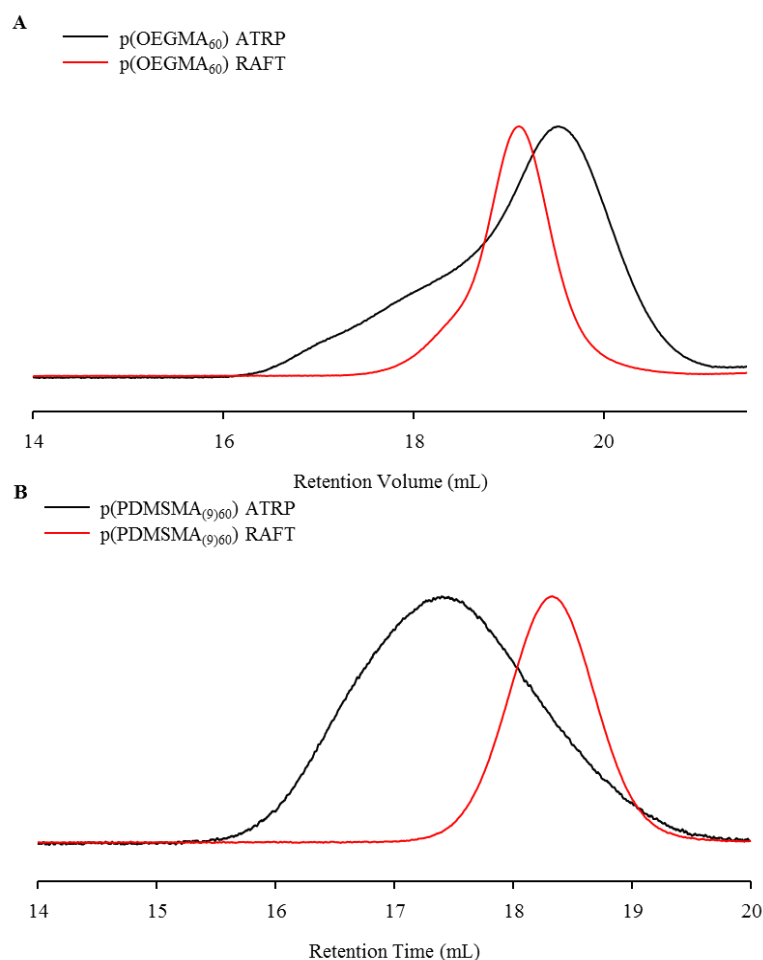 A
p(OEGMA₆₀) ATRP
p(OEGMA₆₀) RAFT
14 16 18 20
Retention Volume (mL)
B
p(PDMSMA₍₉₎₆₀) ATRP
p(PDMSMA₍₉₎₆₀) RAFT
14 15 16 17 18 19 20
Retention Time (mL)